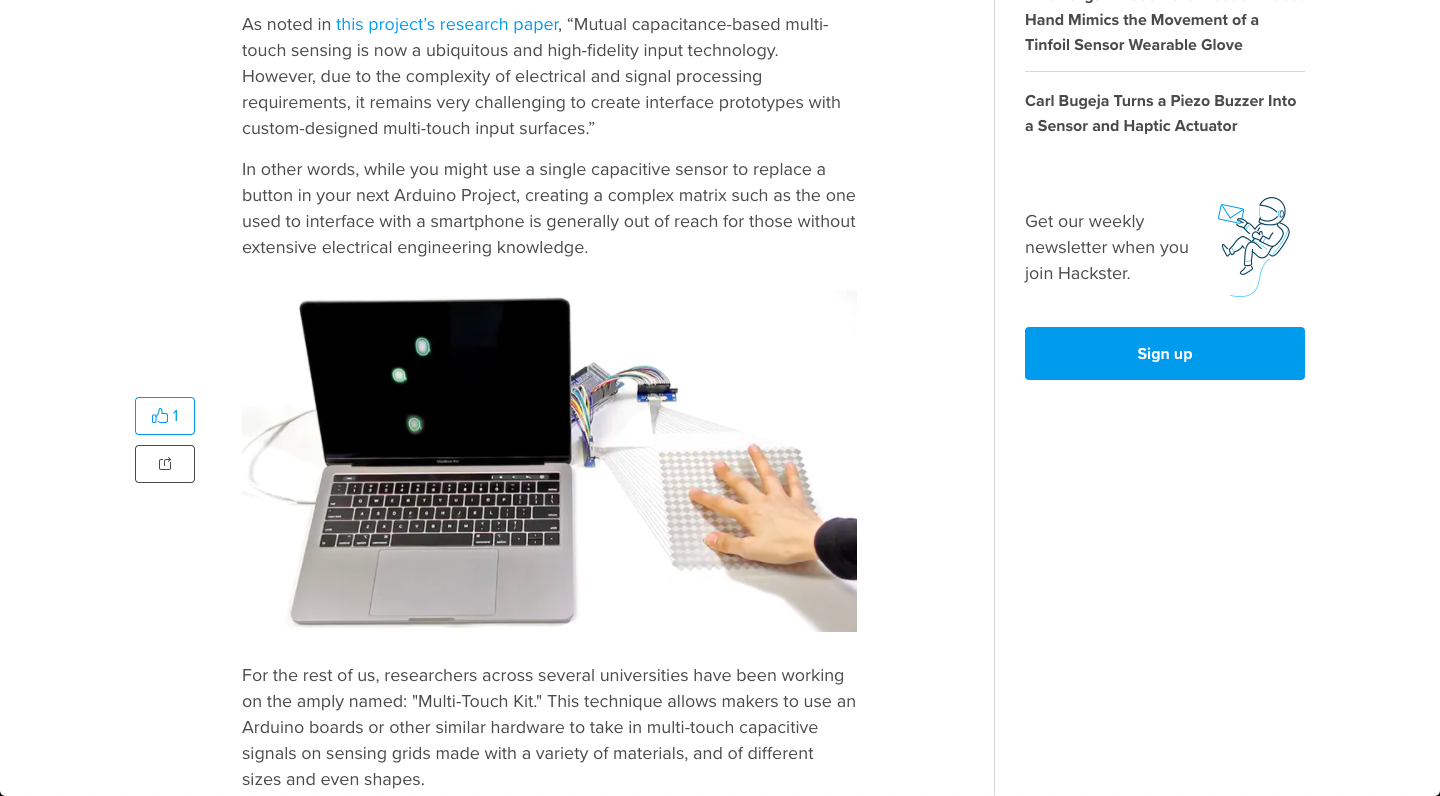 As noted in this project’s research paper, “Mutual capacitance-based multi-
touch sensing is now a ubiquitous and high-fidelity input technology.
However, due to the complexity of electrical and signal processing
requirements, it remains very challenging to create interface prototypes with
custom-designed multi-touch input surfaces.”
In other words, while you might use a single capacitive sensor to replace a
button in your next Arduino Project, creating a complex matrix such as the one
used to interface with a smartphone is generally out of reach for those without
extensive electrical engineering knowledge.
1
For the rest of us, researchers across several universities have been working
on the amply named: "Multi-Touch Kit." This technique allows makers to use an
Arduino boards or other similar hardware to take in multi-touch capacitive
signals on sensing grids made with a variety of materials, and of different
sizes and even shapes.
Hand Mimics the Movement of a
Tinfoil Sensor Wearable Glove
Carl Bugeja Turns a Piezo Buzzer Into
a Sensor and Haptic Actuator
Get our weekly
newsletter when you
join Hackster.
Sign up